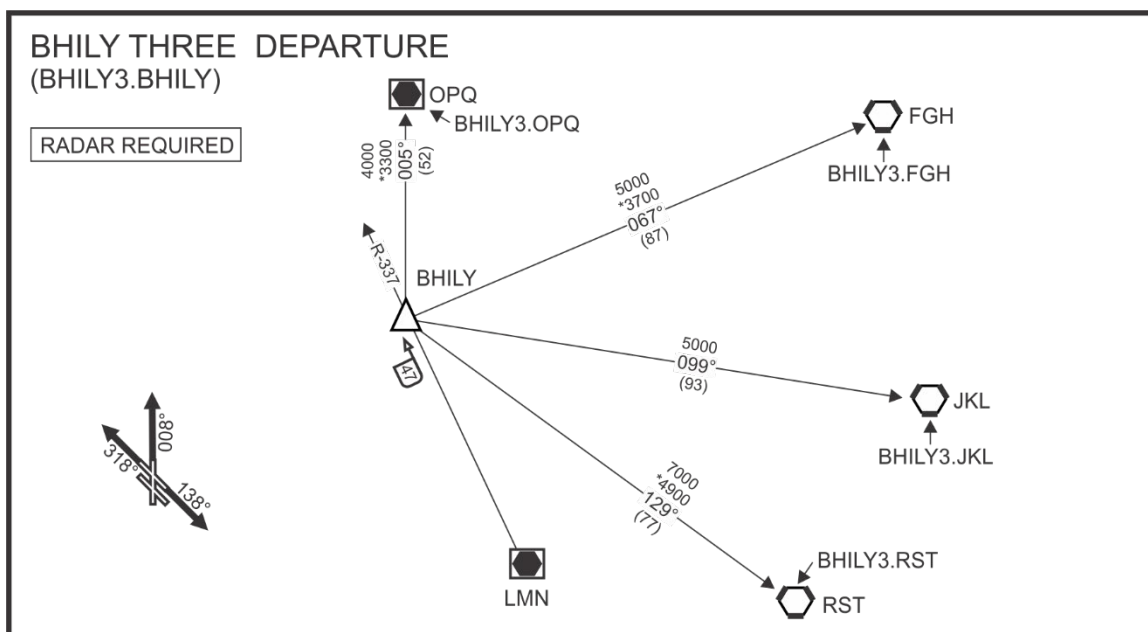 BHILY THREE DEPARTURE
(BHILY3.BHILY)
RADAR REQUIRED
OPQ
BHILY3.OPQ
4000
*3300
005°
(52)
FGH
BHILY3.FGH
5000
*3700
067°
(87)
R-337
BHILY
47
5000
099°
(93)
JKL
BHILY3.JKL
008°
318°
138°
7000
*4900
129°
(77)
LMN
BHILY3.RST
RST